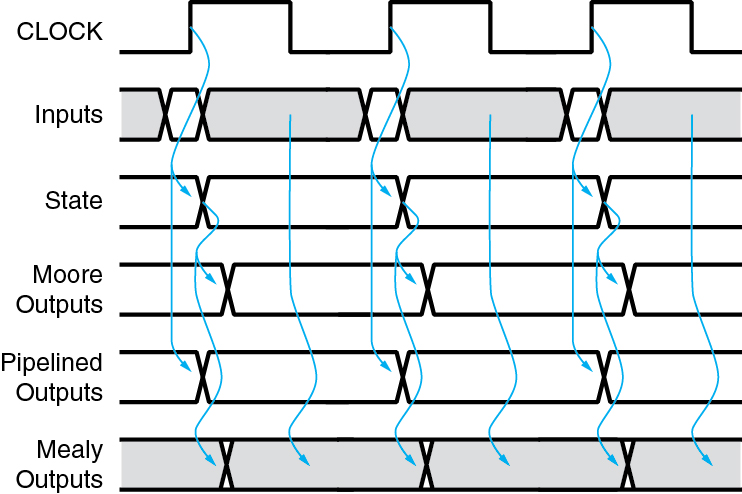 CLOCK
Inputs
State
Moore
Outputs
Pipelined
Outputs
Mealy
Outputs